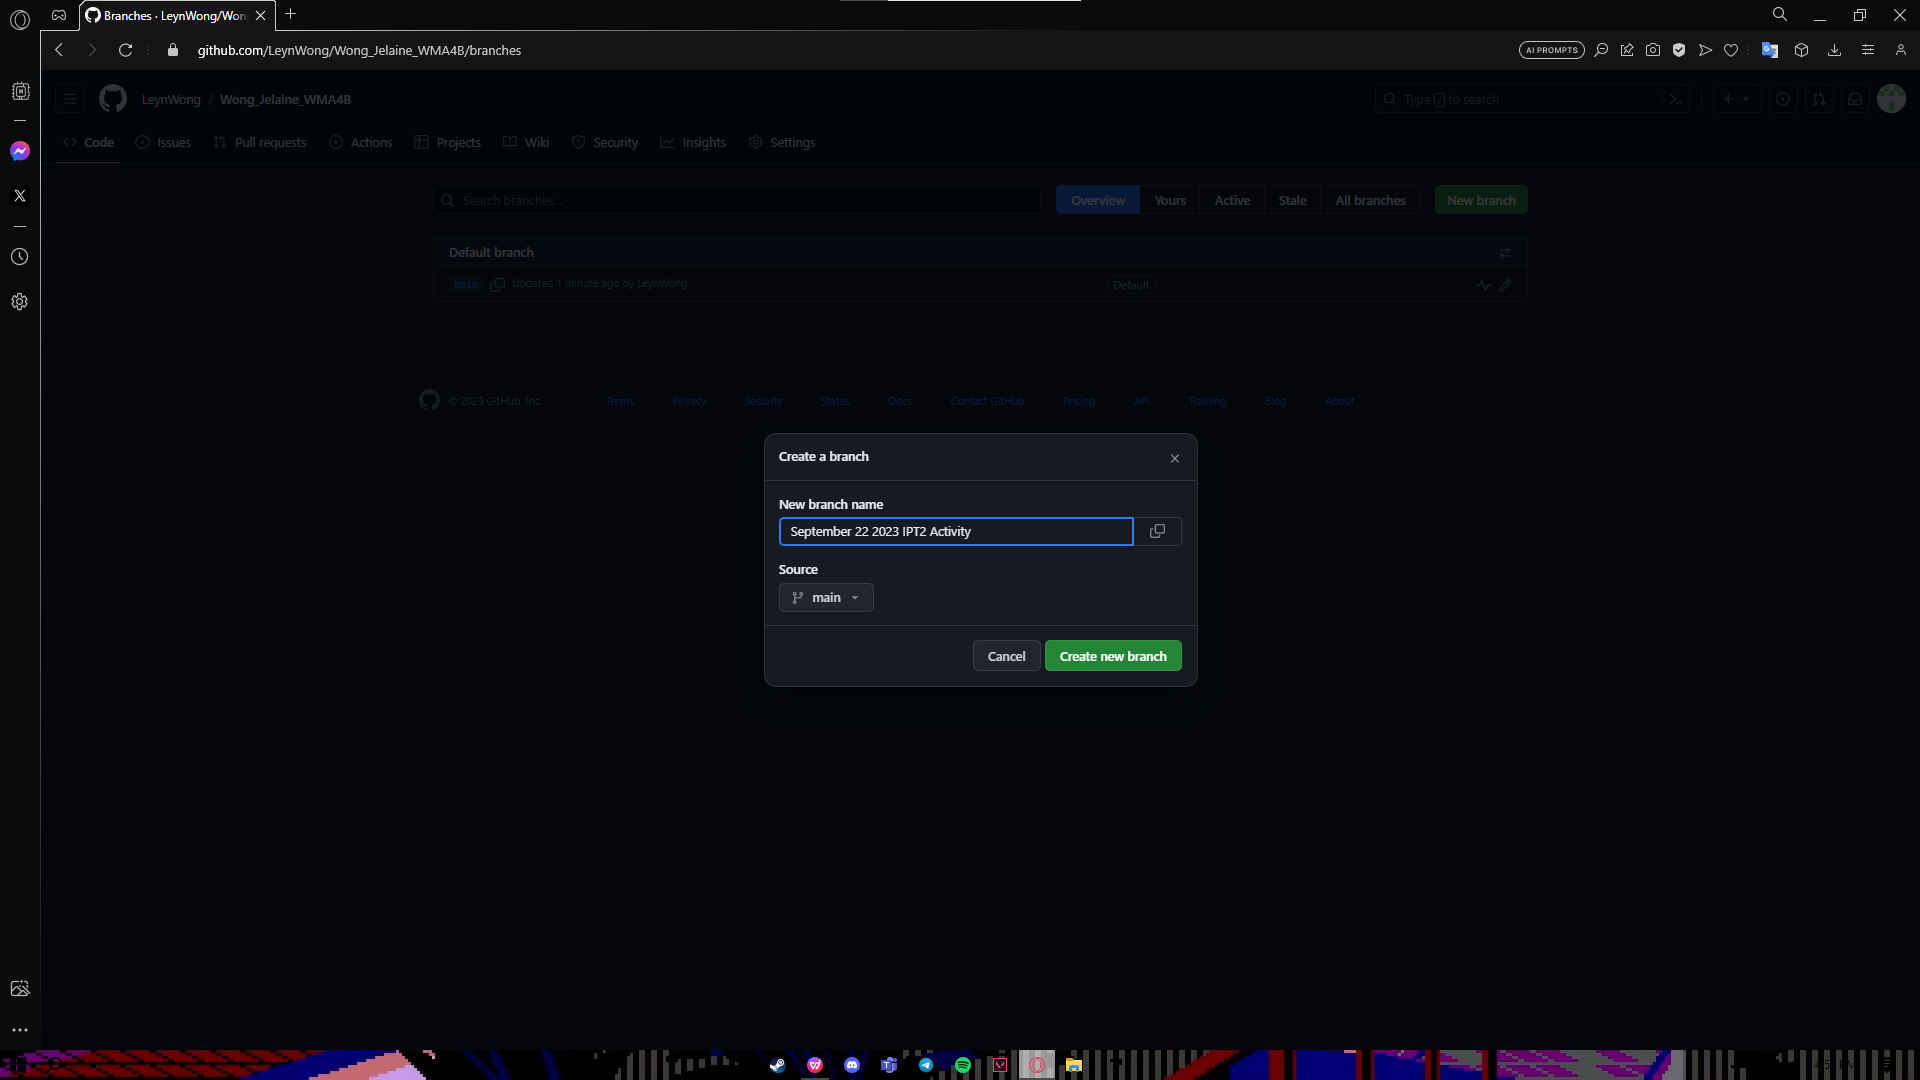 Branches · LeynWong/Won
github.com/LeynWong/Wong_Jelaine_WMA4B/branches
AI PROMPTS
LeynWong / Wong_Jelaine_WMA4B
Type / to search
Code Issues Pull requests Actions Projects Wiki Security Insights Settings
Search branches...
Overview Yours Active Stale All branches New branch
Default branch
main Updated 1 minute ago by LeynWong Default
© 2023 GitHub, Inc. Terms Privacy Security Status Docs Contact GitHub Pricing API Training Blog About
Create a branch
New branch name
September 22 2023 IPT2 Activity
Source
main
Cancel Create new branch